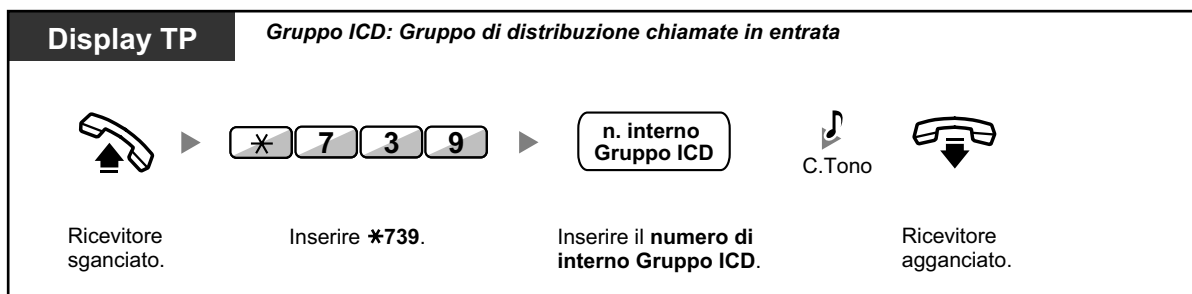 Display TP
Gruppo ICD: Gruppo di distribuzione chiamate in entrata
* 7 3 9
n. interno
Gruppo ICD
C.Tono
Ricevitore
sganciato.
Inserire *739.
Inserire il numero di
interno Gruppo ICD.
Ricevitore
agganciato.